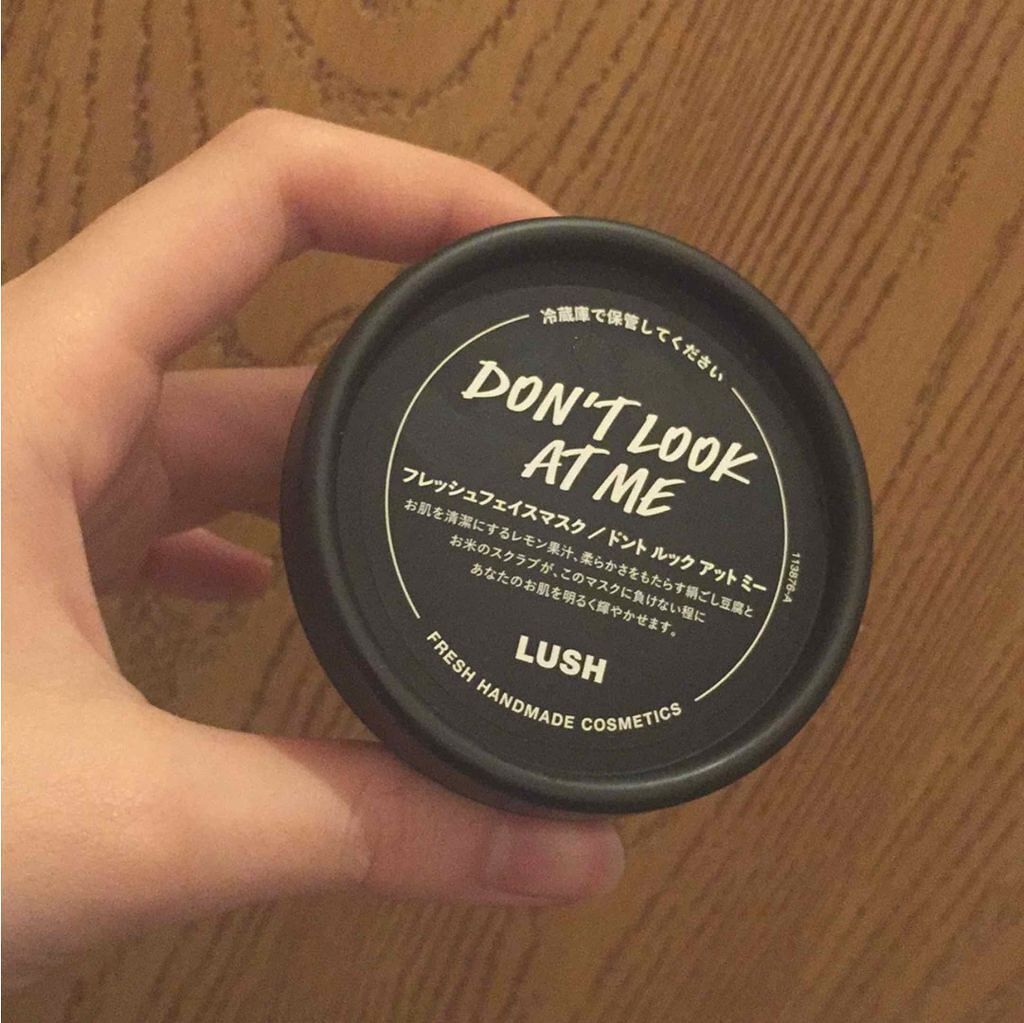 冷蔵庫で保管してください
DON'T LOOK
AT ME
フレッシュフェイスマスク / ドント ルック アット ミー
お肌を清潔にするレモン果汁、柔らかさをもたらす絹ごし豆腐と
お米のスクラブが、このマスクに負けない程に
あなたのお肌を明るく輝やかせます。
113876-A
LUSH
FRESH HANDMADE COSMETICS